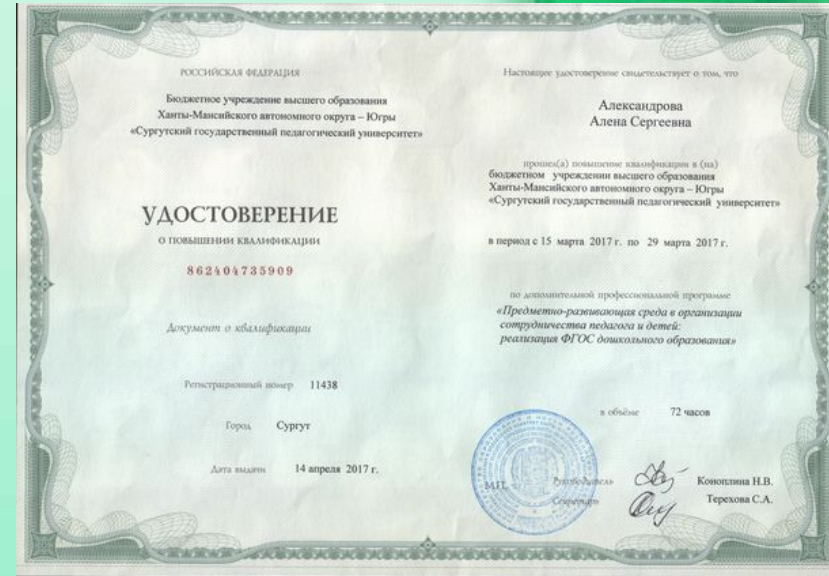 РОССИЙСКАЯ ФЕДЕРАЦИЯ
Бюджетное учреждение высшего образования
Ханты-Мансийского автономного округа – Югры
«Сургутский государственный педагогический университет»
УДОСТОВЕРЕНИЕ
О ПОВЫШЕНИИ КВАЛИФИКАЦИИ
862404735909
Документ о квалификации
Регистрационный номер 11438
Город Сургут
Дата выдачи 14 апреля 2017 г.
Настоящее удостоверение свидетельствует о том, что
Александрова
Алена Сергеевна
прошел(а) повышение квалификации в (на)
бюджетном учреждении высшего образования
Ханты-Мансийского автономного округа – Югры
«Сургутский государственный педагогический университет»
в период с 15 марта 2017 г. по 29 марта 2017 г.
по дополнительной профессиональной программе
«Предметно-развивающая среда в организации
сотрудничества педагога и детей:
реализация ФГОС дошкольного образования»
в объёме 72 часов
М.П. Руководитель Коноплина Н.В.
Секретарь Терехова С.А.